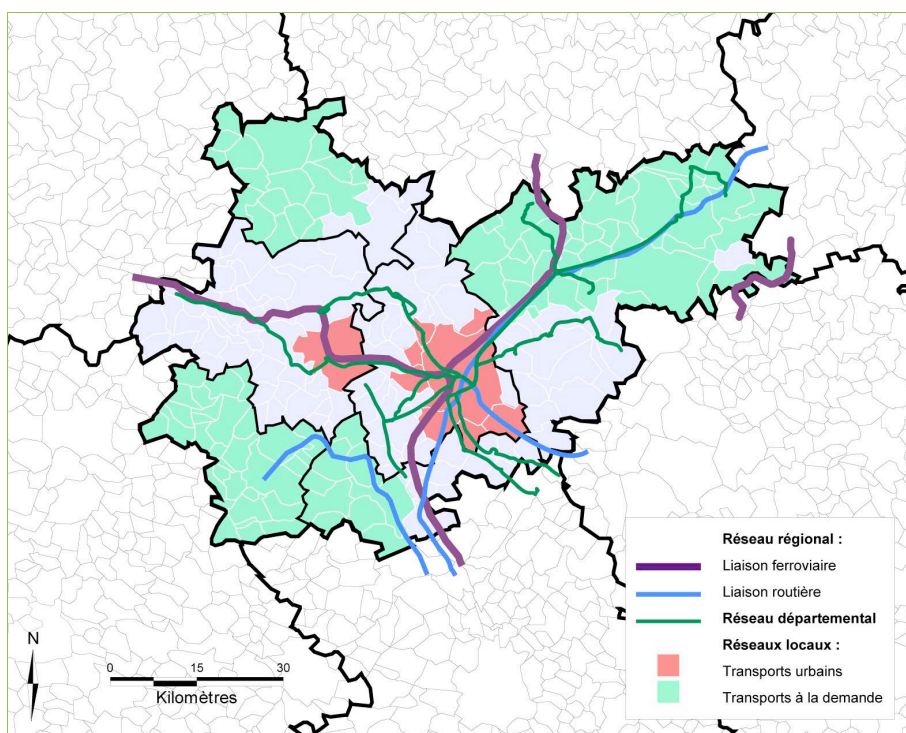 N
0 15 30
Kilomètres
Réseau régional :
Liaison ferroviaire
Liaison routière
Réseau départemental
Réseaux locaux :
Transports urbains
Transports à la demande